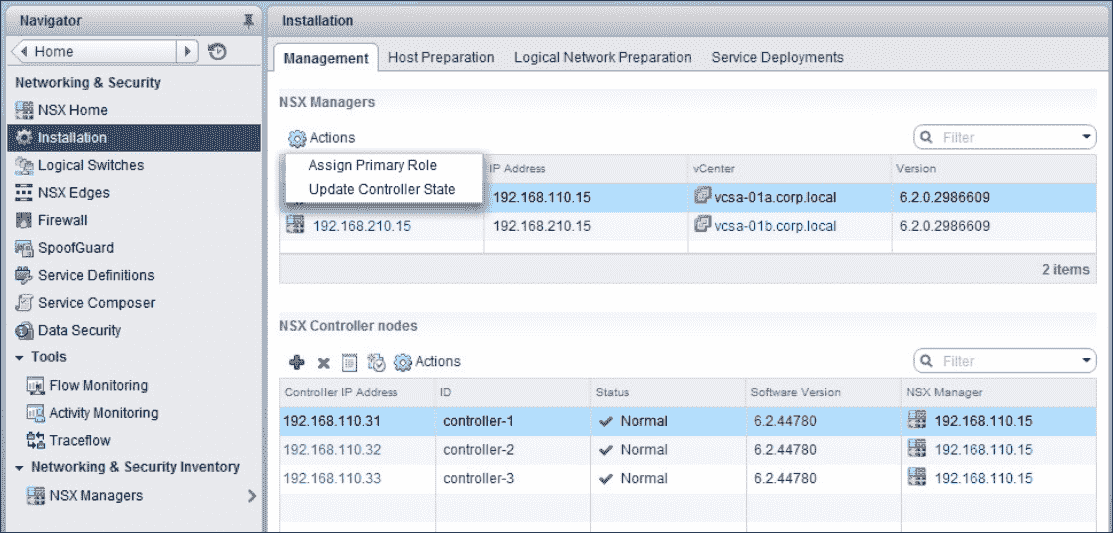 Navigator
Home
Networking & Security
NSX Home
Installation
Logical Switches
NSX Edges
Firewall
SpoofGuard
Service Definitions
Service Composer
Data Security
Tools
Flow Monitoring
Activity Monitoring
Traceflow
Networking & Security Inventory
NSX Managers
Installation
Management Host Preparation Logical Network Preparation Service Deployments
NSX Managers
Actions Filter
Assign Primary Role
Update Controller State
IP Address vCenter Version
192.168.110.15 vcsa-01a.corp.local 6.2.0.2986609
192.168.210.15 192.168.210.15 vcsa-01b.corp.local 6.2.0.2986609
2 items
NSX Controller nodes
Actions Filter
Controller IP Address ID Status Software Version NSX Manager
192.168.110.31 controller-1 Normal 6.2.44780 192.168.110.15
192.168.110.32 controller-2 Normal 6.2.44780 192.168.110.15
192.168.110.33 controller-3 Normal 6.2.44780 192.168.110.15